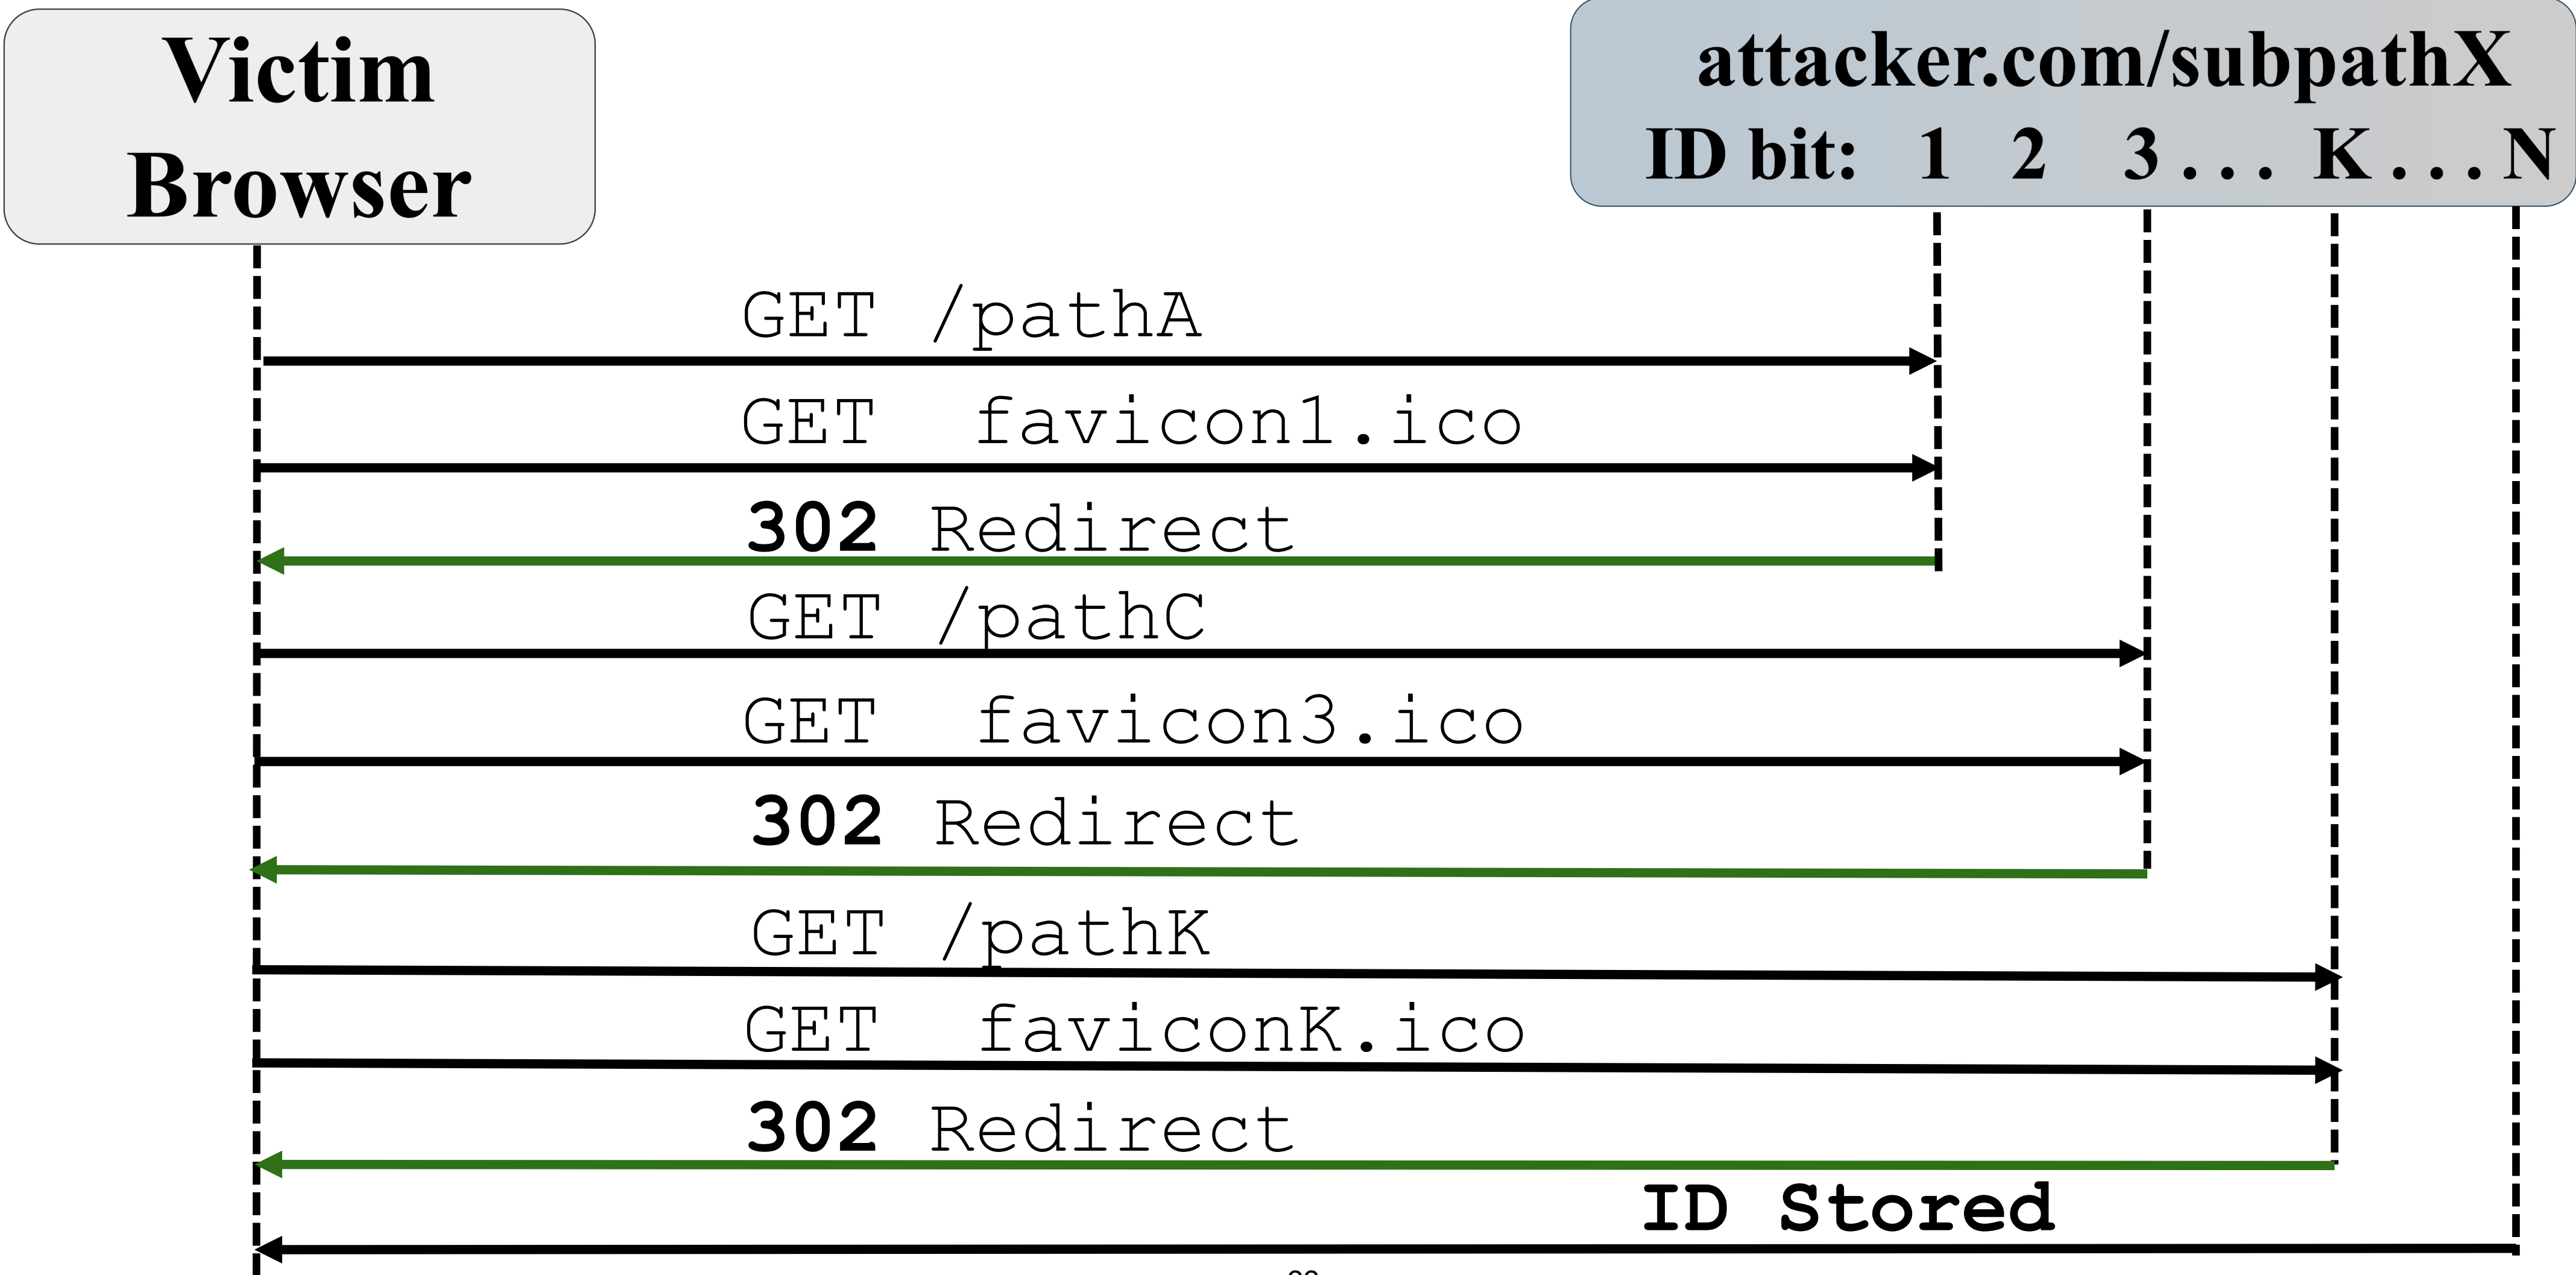 Victim
Browser
attacker.com/subpathX
ID bit: 1 2 3 . . . K . . . N
GET /pathA
GET favicon1.ico
302 Redirect
GET /pathC
GET favicon3.ico
302 Redirect
GET /pathK
GET faviconK.ico
302 Redirect
ID Stored